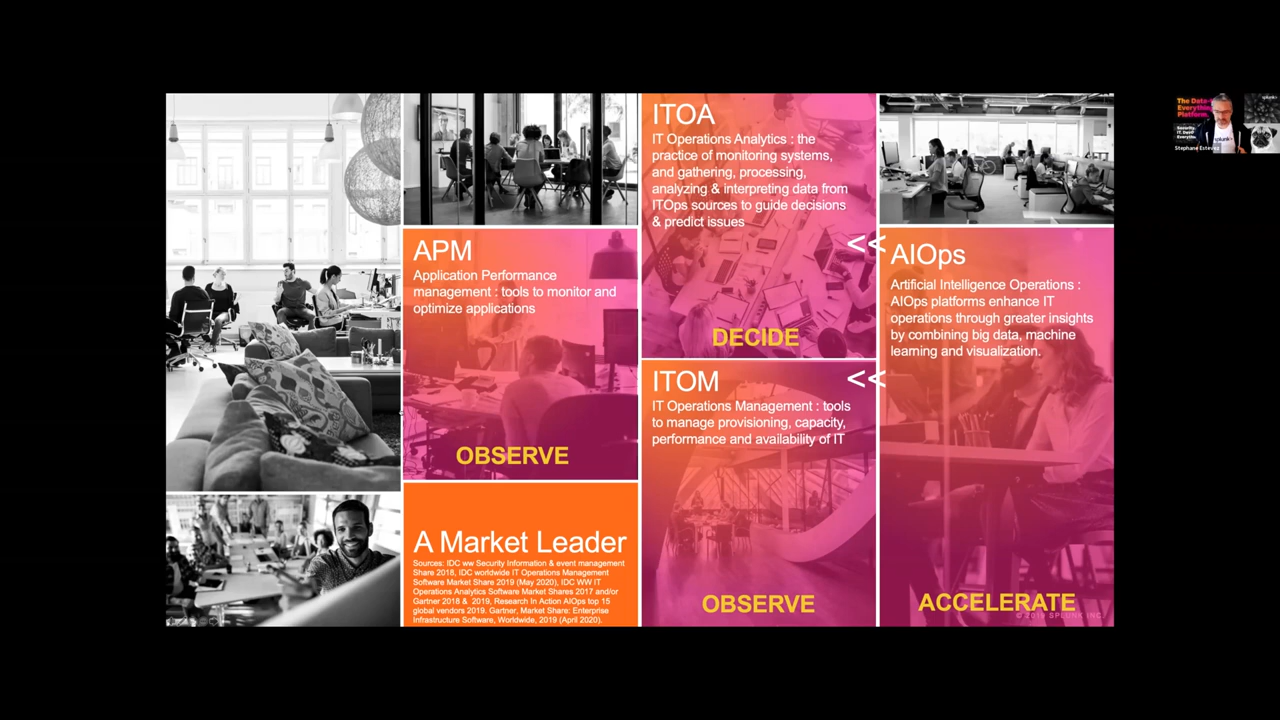 APM
Application Performance
management : tools to monitor and
optimize applications
OBSERVE
A Market Leader
Sources: IDC ww Security Information & event management
Share 2018, IDC worldwide IT Operations Management
Software Market Share 2019 (May 2020), IDC WW IT
Operations Analytics Software Market Shares 2017 and/or
Gartner 2018 & 2019, Research In Action AIOps top 15
global vendors 2019. Gartner, Market Share: Enterprise
Infrastructure Software, Worldwide, 2019 (April 2020).
ITOA
IT Operations Analytics : the
practice of monitoring systems,
and gathering, processing,
analyzing & interpreting data from
ITOps sources to guide decisions
& predict issues
<<
DECIDE
ITOM
<<
IT Operations Management : tools
to manage provisioning, capacity,
performance and availability of IT
OBSERVE
AIOps
Artificial Intelligence Operations :
AIOps platforms enhance IT
operations through greater insights
by combining big data, machine
learning and visualization.
ACCELERATE
© 2019 SPLUNK INC.
The Data-
Everything
Platform.
Security,
splunk>
Stephane Estevez